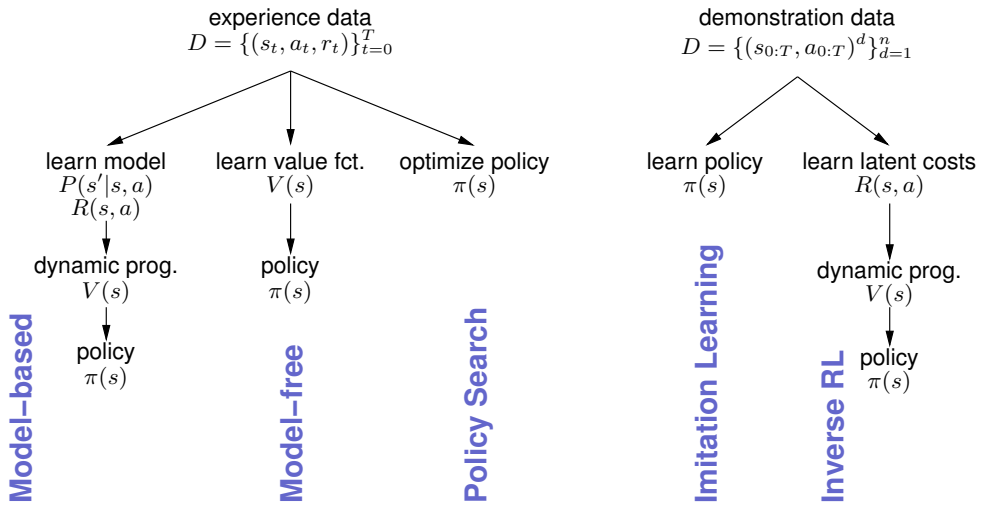 experience data
D = {(s_t, a_t, r_t)}_{t=0}^T
learn model
P(s'|s, a)
R(s, a)
dynamic prog.
V(s)
policy
π(s)
Model−based
learn value fct.
V(s)
policy
π(s)
Model−free
optimize policy
π(s)
Policy Search
demonstration data
D = {(s_{0:T}, a_{0:T})^d}_{d=1}^n
learn policy
π(s)
Imitation Learning
learn latent costs
R(s, a)
dynamic prog.
V(s)
policy
π(s)
Inverse RL